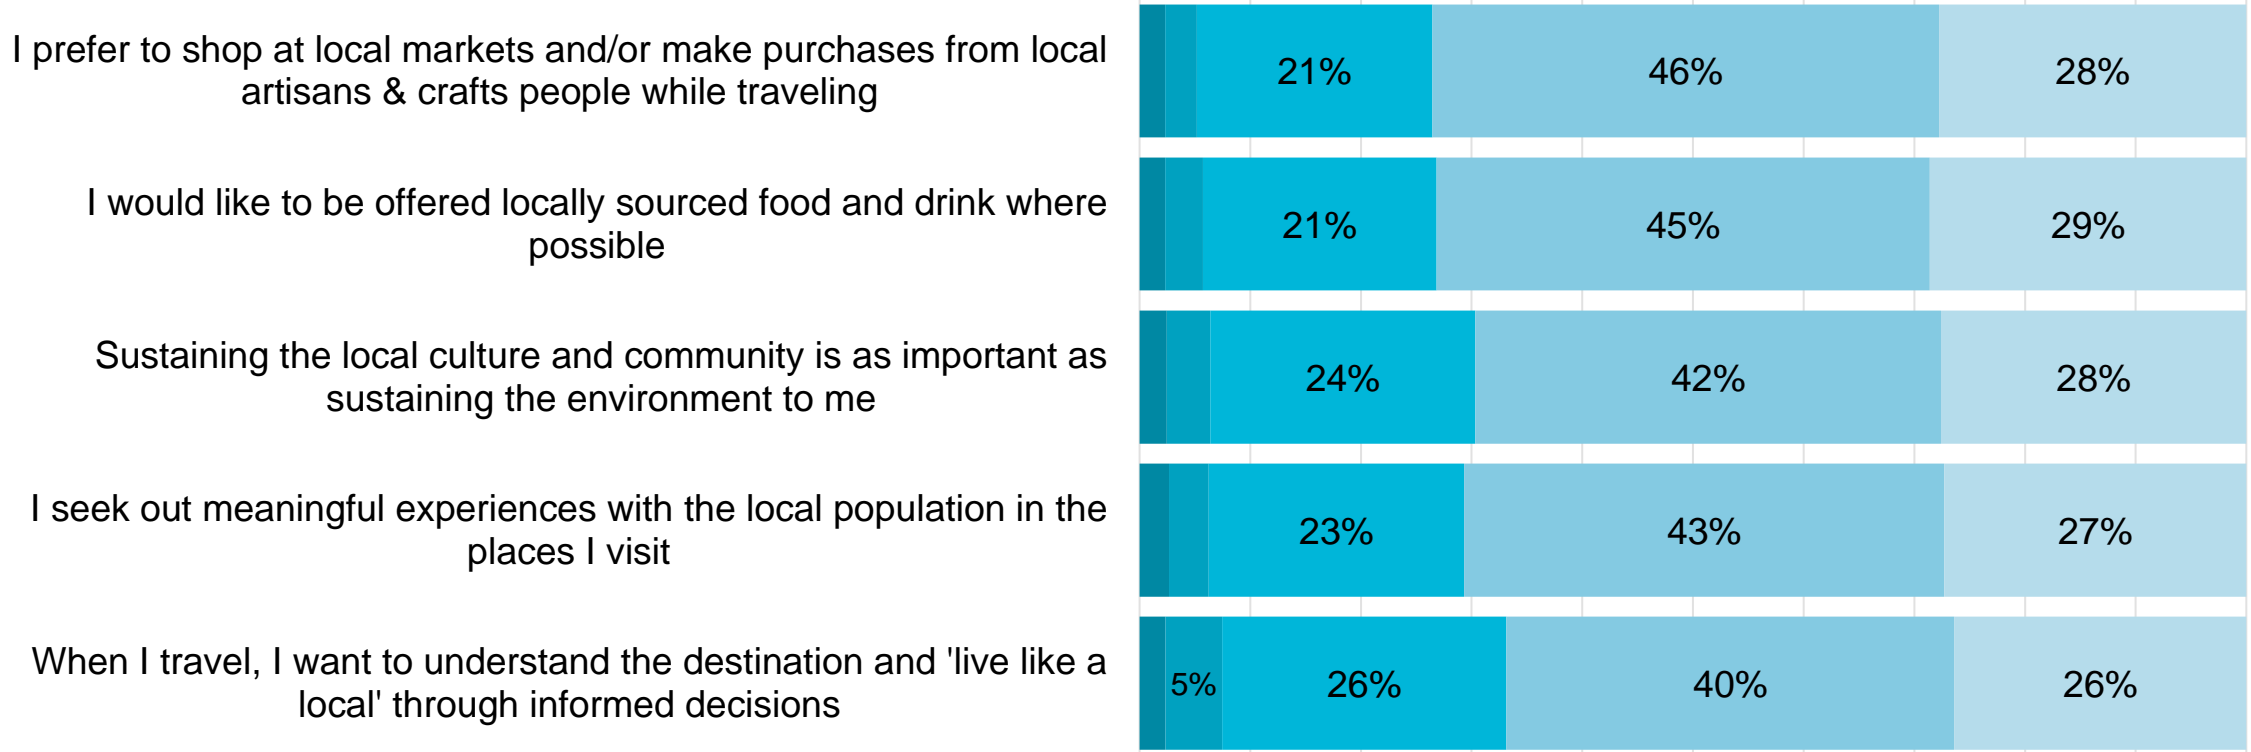 I prefer to shop at local markets and/or make purchases from local
artisans & crafts people while traveling
21% 46% 28%
I would like to be offered locally sourced food and drink where
possible
21% 45% 29%
Sustaining the local culture and community is as important as
sustaining the environment to me
24% 42% 28%
I seek out meaningful experiences with the local population in the
places I visit
23% 43% 27%
When I travel, I want to understand the destination and 'live like a
local' through informed decisions
5% 26% 40% 26%